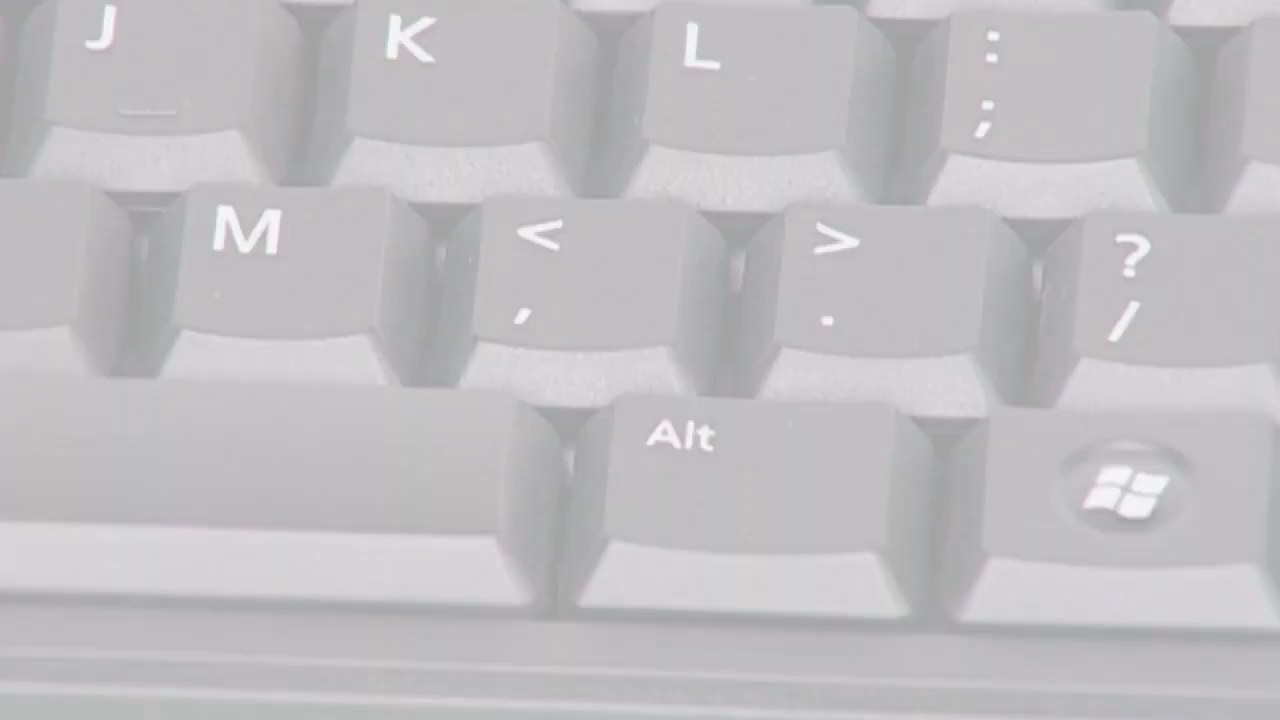 J K L :
;
M < > ?
, . /
Alt